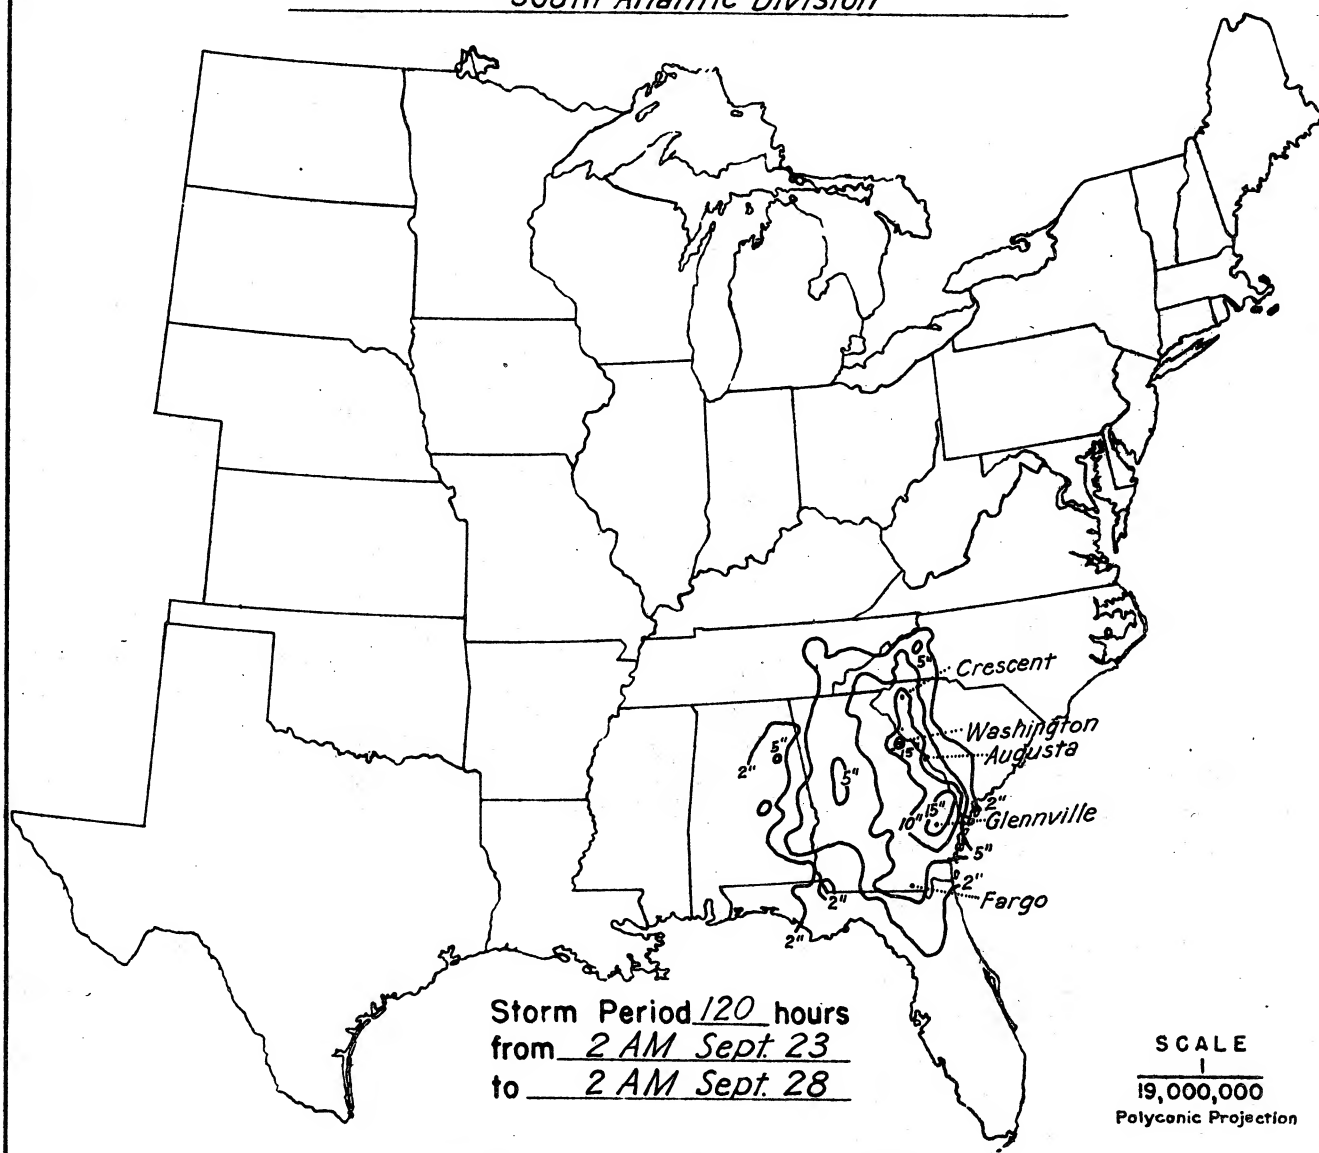 South Atlantic Division
5"
Crescent
Washington
15"
Augusta
5"
2"
5"
2"
10"
15"
Glennville
5"
2"
2"
Fargo
2"
Storm Period 120 hours
from 2 AM Sept. 23
to 2 AM Sept. 28
SCALE
1
19,000,000
Polyconic Projection